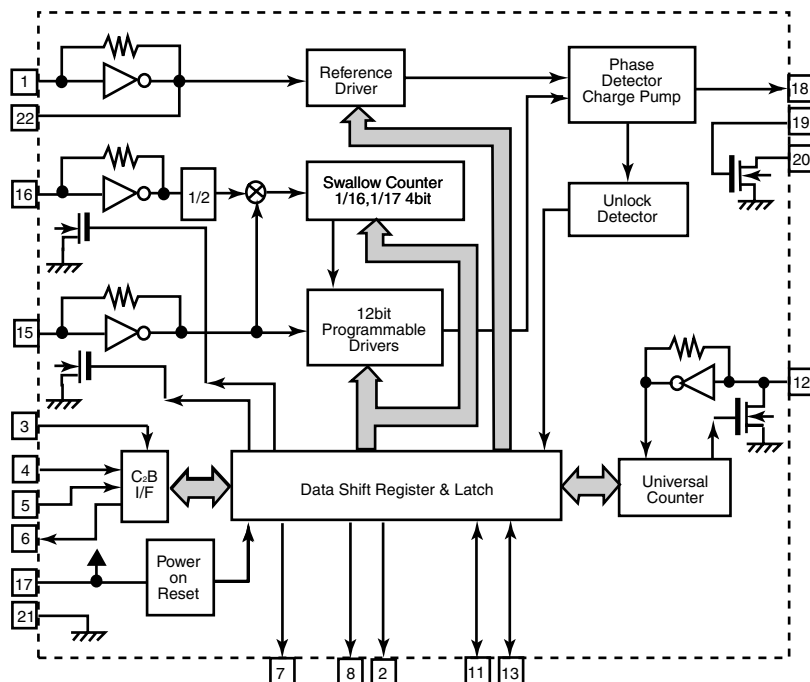 1
Reference
Driver
Phase
Detector
Charge Pump
18
22
19
20
16
1/2
Swallow Counter
1/16,1/17 4bit
Unlock
Detector
15
12bit
Programmable
Drivers
12
3
4
C2B
I/F
5
6
Data Shift Register & Latch
Universal
Counter
17
Power
on
Reset
21
7
8
2
11
13